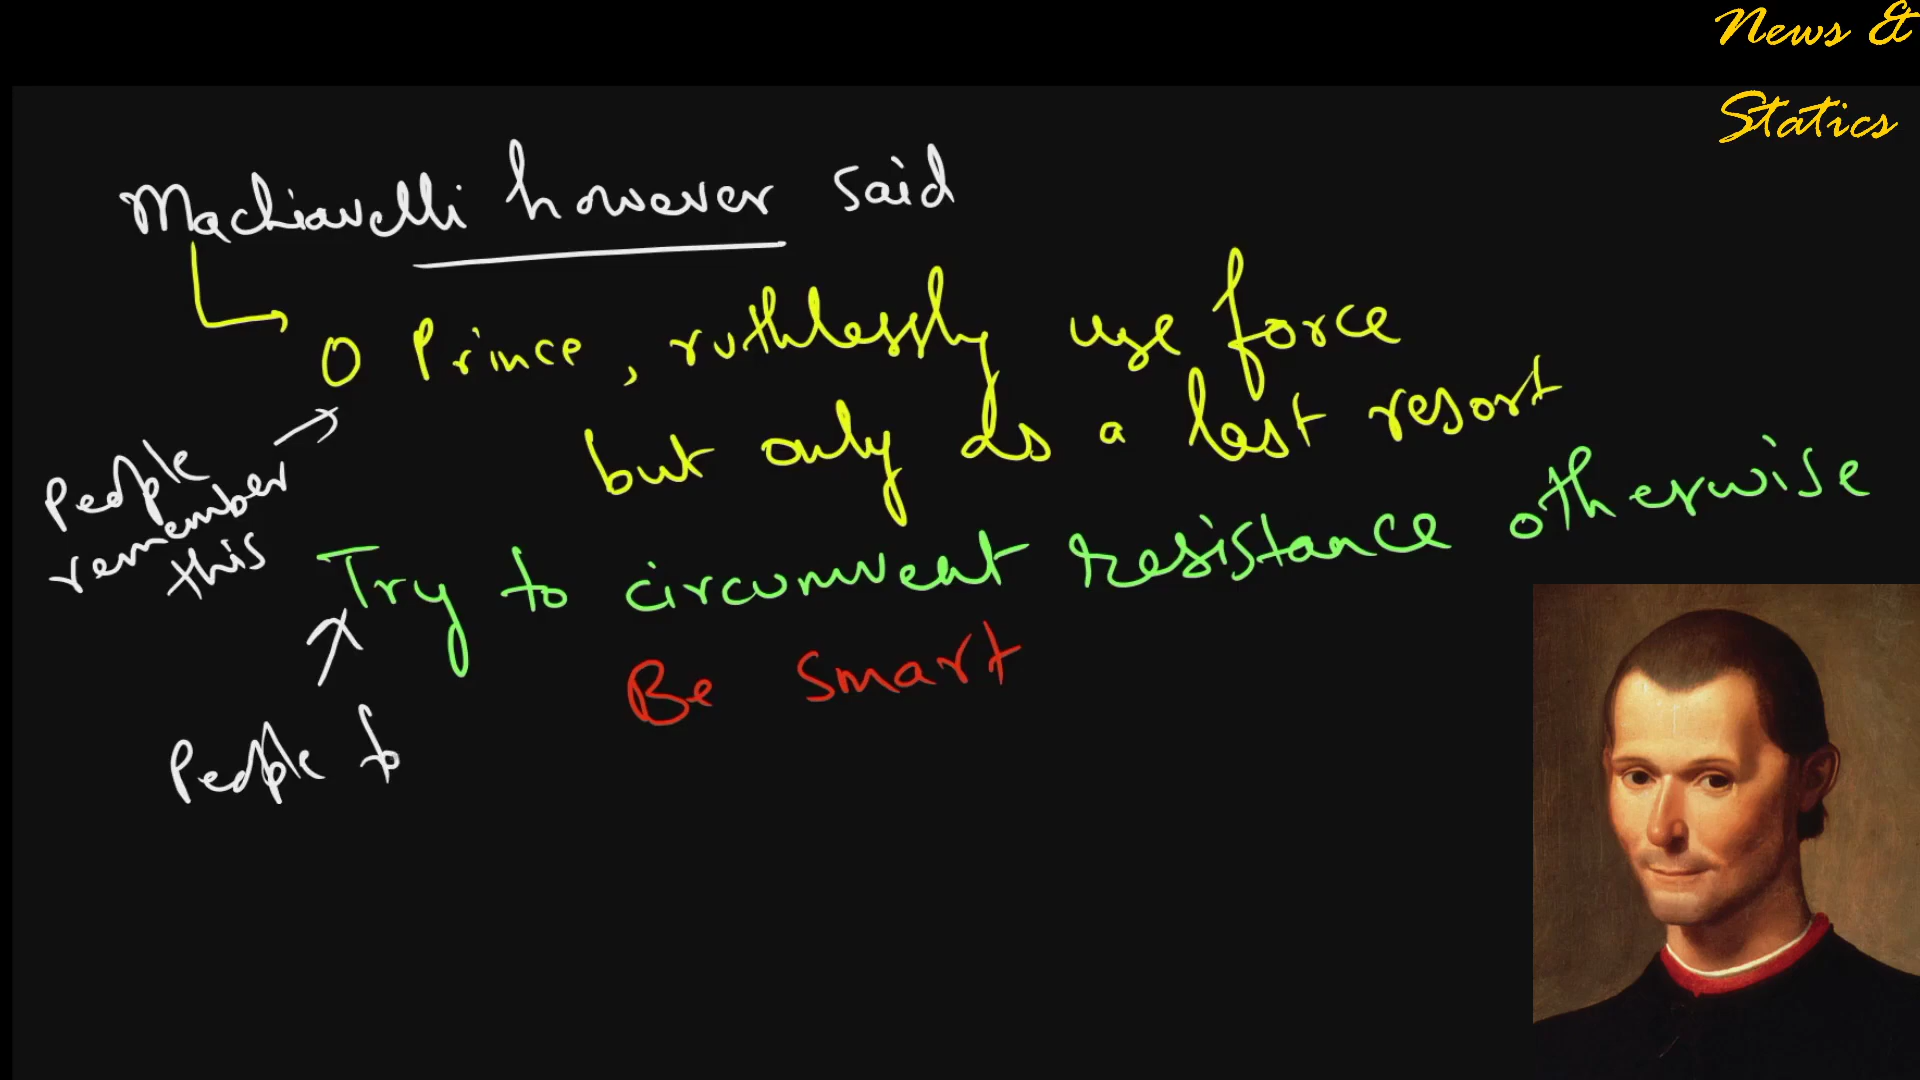 News &
Statics
Machiavelli however said
O Prince, ruthlessly use force
but only as a last resort
People
remember
this
Try to circumvent resistance otherwise
Be smart
People fo